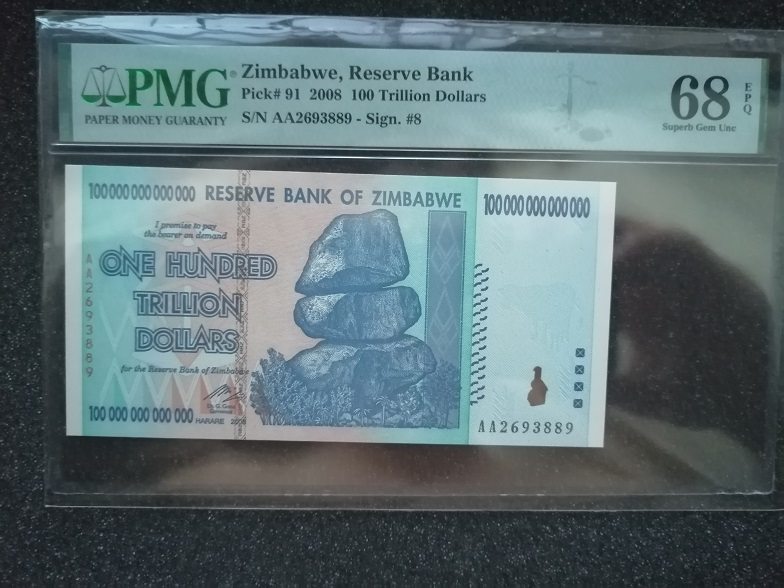 PMG
PAPER MONEY GUARANTY
Zimbabwe, Reserve Bank
Pick# 91 2008 100 Trillion Dollars
S/N AA2693889 - Sign. #8
68
EPQ
Superb Gem Unc
100 000 000 000 000 RESERVE BANK OF ZIMBABWE 100 000 000 000 000
I promise to pay
the bearer on demand
ONE HUNDRED
TRILLION
DOLLARS
AA2693889
for the Reserve Bank of Zimbabwe
Dr. G. Gono
Governor
100 000 000 000 000 HARARE 2008
AA2693889